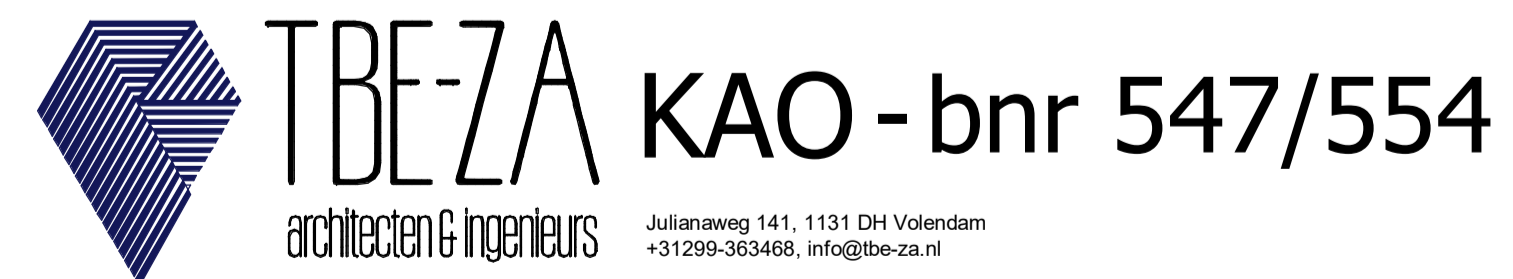 TBE-ZA
architecten & ingenieurs
KAO - bnr 547/554
Julianaweg 141, 1131 DH Volendam
+31299-363468, info@tbe-za.nl